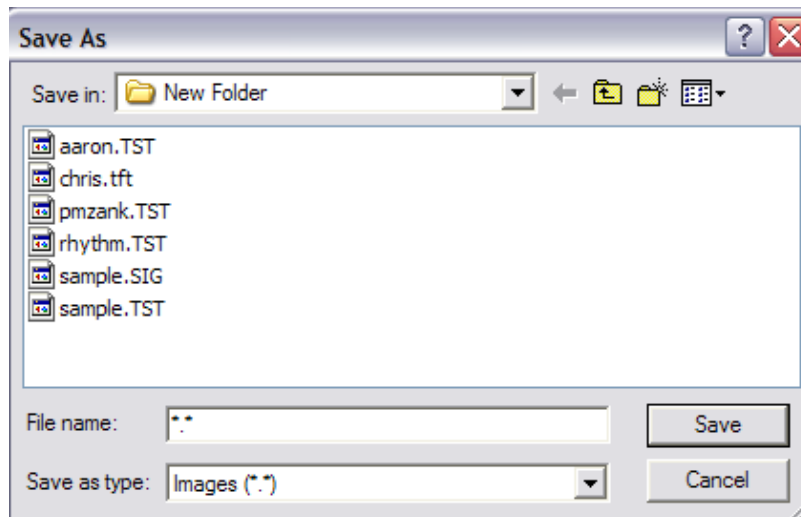 Save As
Save in: New Folder
aaron.TST
chris.tft
pmzank.TST
rhythm.TST
sample.SIG
sample.TST
File name: *.* Save
Save as type: Images (*.*) Cancel